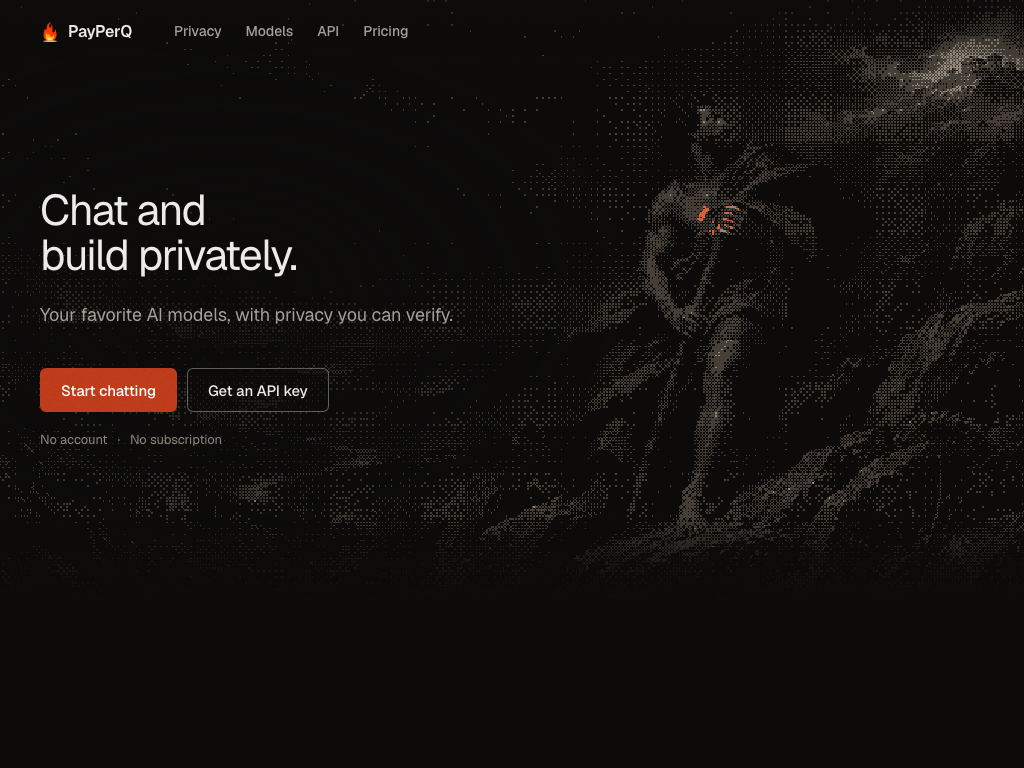 PayPerQ
Privacy
Models
API
Pricing
Chat and
build privately.
Your favorite AI models, with privacy you can verify.
Start chatting
Get an API key
No account · No subscription